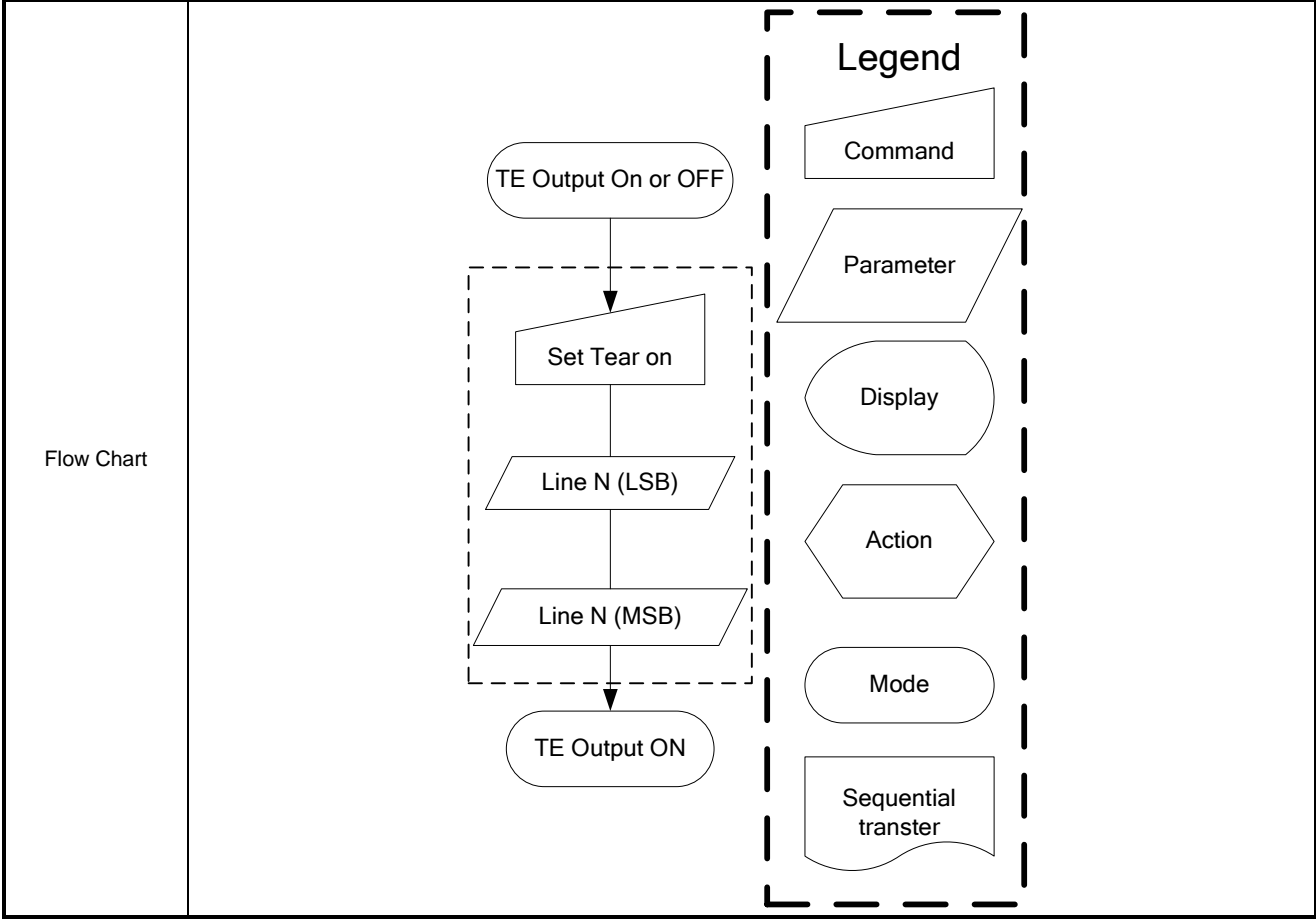 Flow Chart
TE Output On or OFF
Set Tear on
Line N (LSB)
Line N (MSB)
TE Output ON
Legend
Command
Parameter
Display
Action
Mode
Sequential
transter